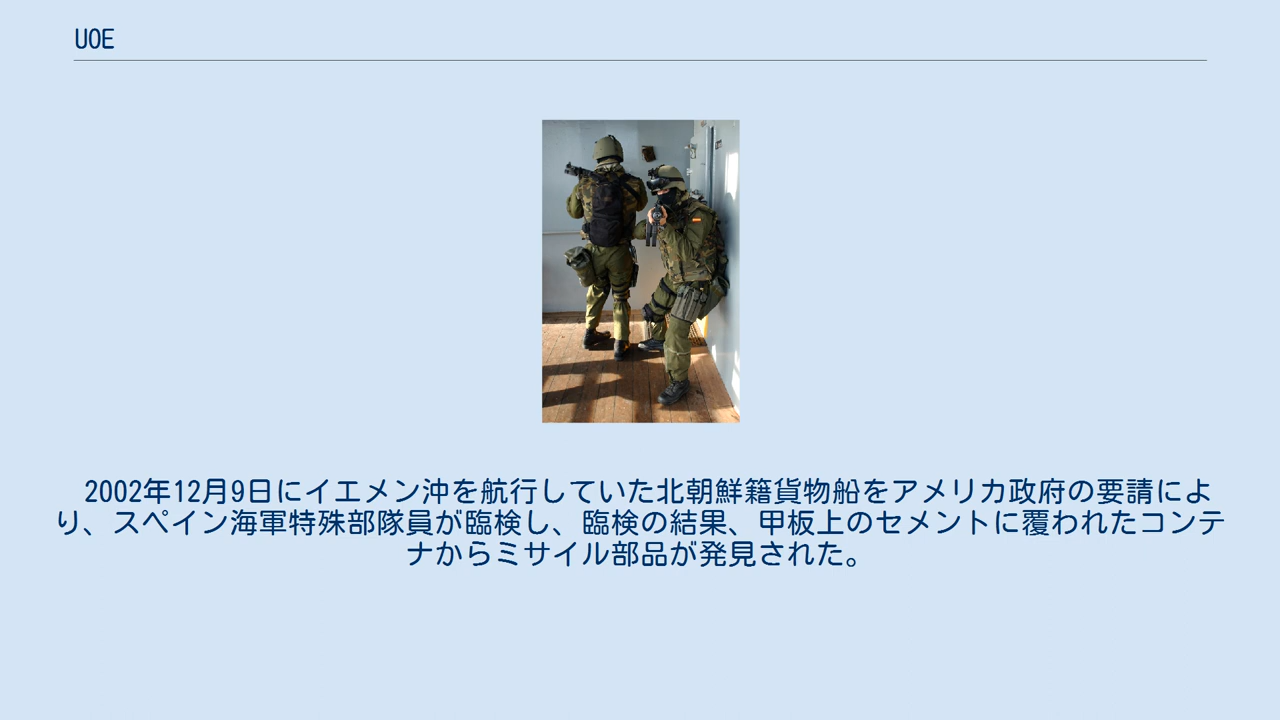 UOE
2002年12月9日にイエメン沖を航行していた北朝鮮籍貨物船をアメリカ政府の要請によ
り、スペイン海軍特殊部隊員が臨検し、臨検の結果、甲板上のセメントに覆われたコンテ
ナからミサイル部品が発見された。